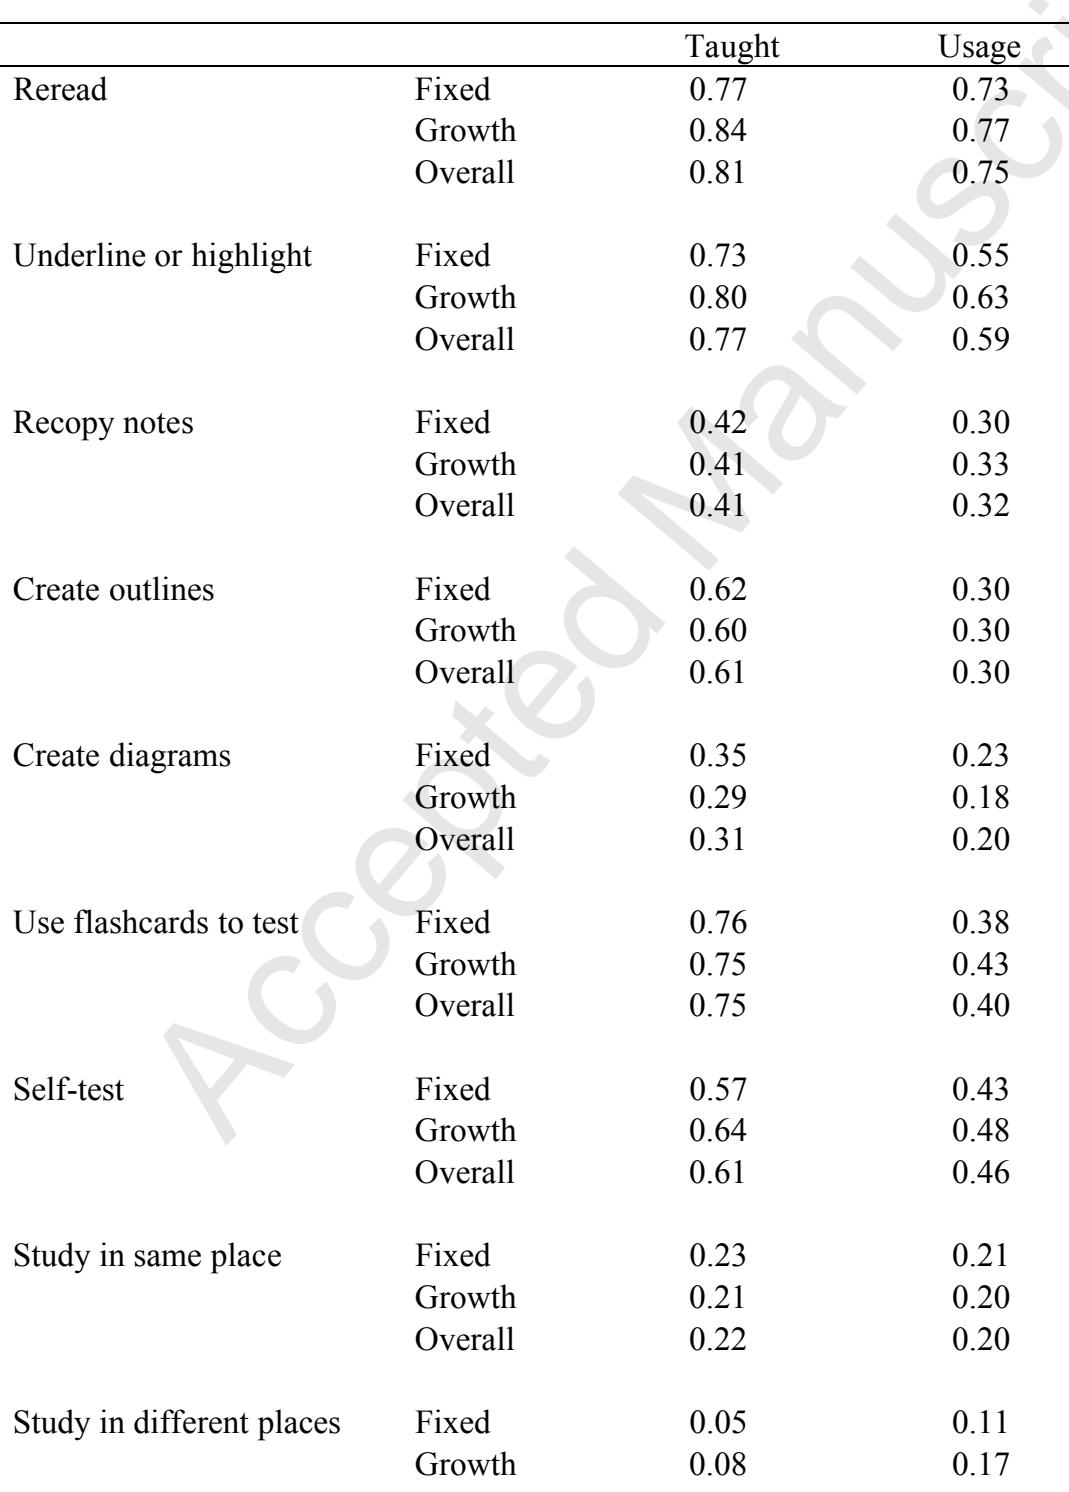 Taught Usage
Reread Fixed 0.77 0.73
Growth 0.84 0.77
Overall 0.81 0.75
Underline or highlight Fixed 0.73 0.55
Growth 0.80 0.63
Overall 0.77 0.59
Recopy notes Fixed 0.42 0.30
Growth 0.41 0.33
Overall 0.41 0.32
Create outlines Fixed 0.62 0.30
Growth 0.60 0.30
Overall 0.61 0.30
Create diagrams Fixed 0.35 0.23
Growth 0.29 0.18
Overall 0.31 0.20
Use flashcards to test Fixed 0.76 0.38
Growth 0.75 0.43
Overall 0.75 0.40
Self-test Fixed 0.57 0.43
Growth 0.64 0.48
Overall 0.61 0.46
Study in same place Fixed 0.23 0.21
Growth 0.21 0.20
Overall 0.22 0.20
Study in different places Fixed 0.05 0.11
Growth 0.08 0.17
Accepted Manuscri